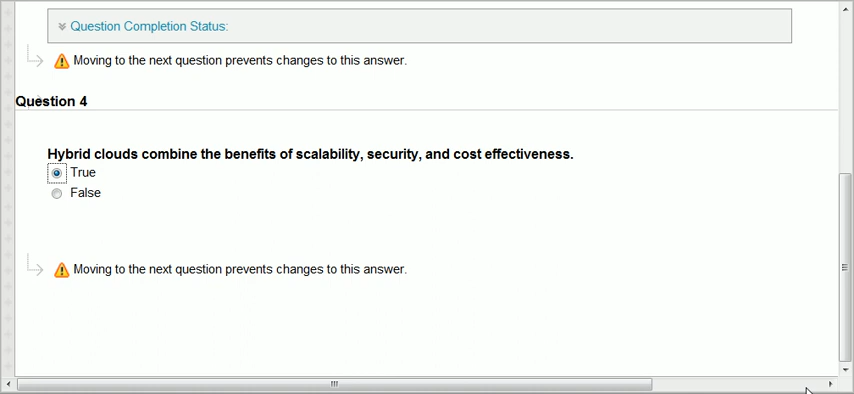 Question Completion Status:
Moving to the next question prevents changes to this answer.
Question 4
Hybrid clouds combine the benefits of scalability, security, and cost effectiveness.
True
False
Moving to the next question prevents changes to this answer.